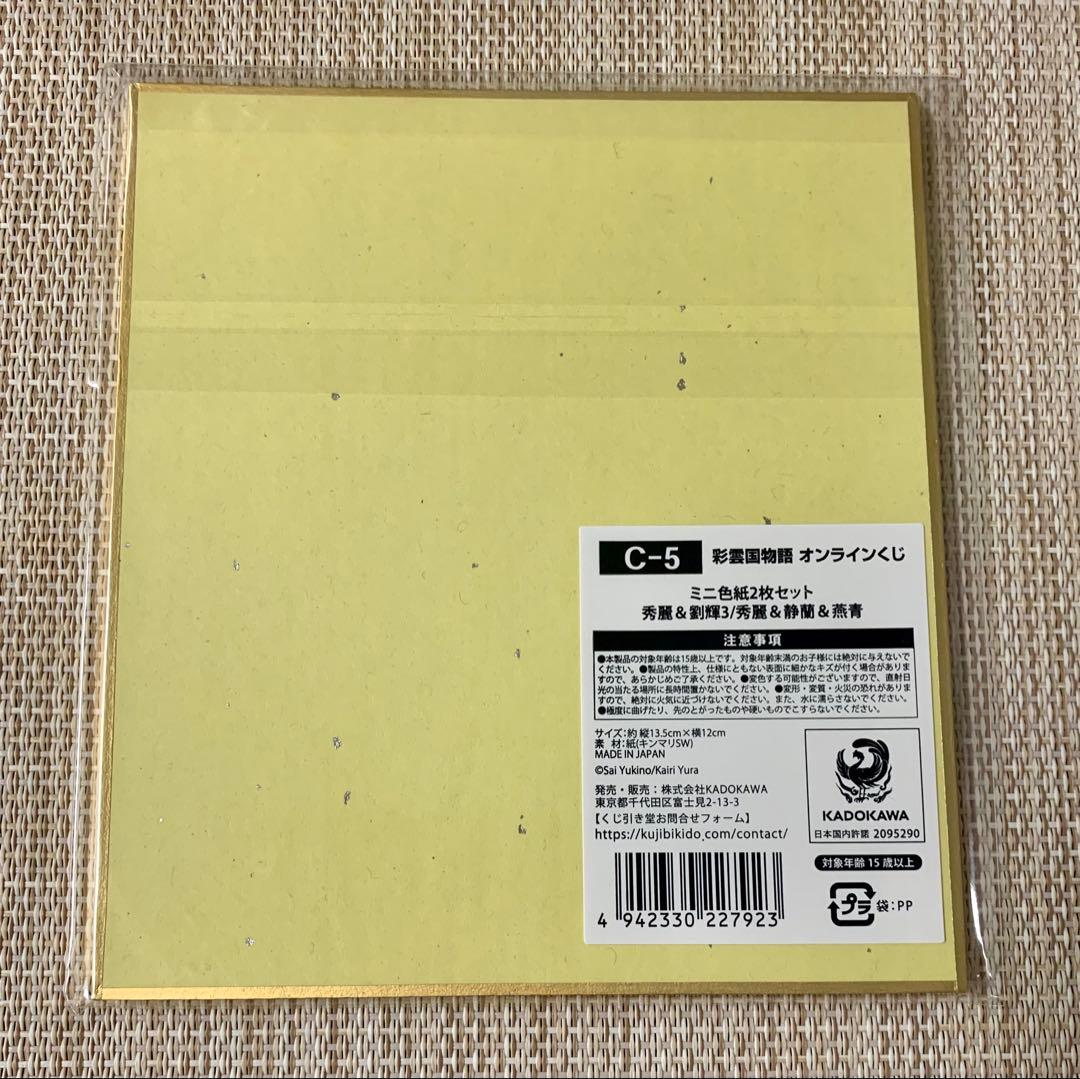 C-5 彩雲国物語 オンラインくじ
ミニ色紙2枚セット
秀麗&劉輝3/秀麗&静蘭&燕青
注意事項
●本製品の対象年齢は15歳以上です。対象年齢末満のお子様には絶対に与えないで
ください。●製品の特性上、仕様にともない表面に細かなキズが付く場合がありま
すので、あらかじめご了承ください。●変色する可能性がございますので、直射日
光の当たる場所に長時間置かないでください。●変形・変質・火災の恐れがありま
すので、絶対に火気に近づけないでください。また、水に濡らさないでください。
●極度に曲げたり、先のとがったものや硬いものでこすらないでください。
サイズ:約 縦13.5cm×横12cm
素 材:紙(キンマリSW)
MADE IN JAPAN
©Sai Yukino/Kairi Yura
発売・販売:株式会社KADOKAWA
東京都千代田区富士見2-13-3
【くじ引き堂お問合せフォーム】
https://kujibikido.com/contact/
KADOKAWA
日本国内許諾 2095290
対象年齢 15 歳以上
プラ 袋:PP
4 942330 227923